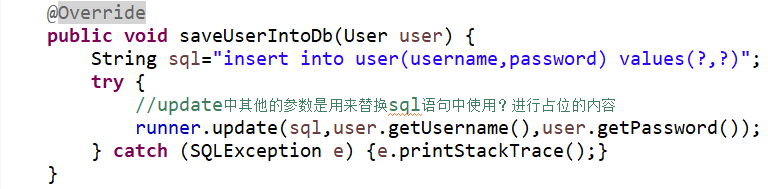 @Override
public void saveUserIntoDb(User user) {
String sql="insert into user(username,password) values(?,?)";
try {
//update中其他的参数是用来替换sql语句中使用？进行占位的内容
runner.update(sql,user.getUsername(),user.getPassword());
} catch (SQLException e) {e.printStackTrace();}
}